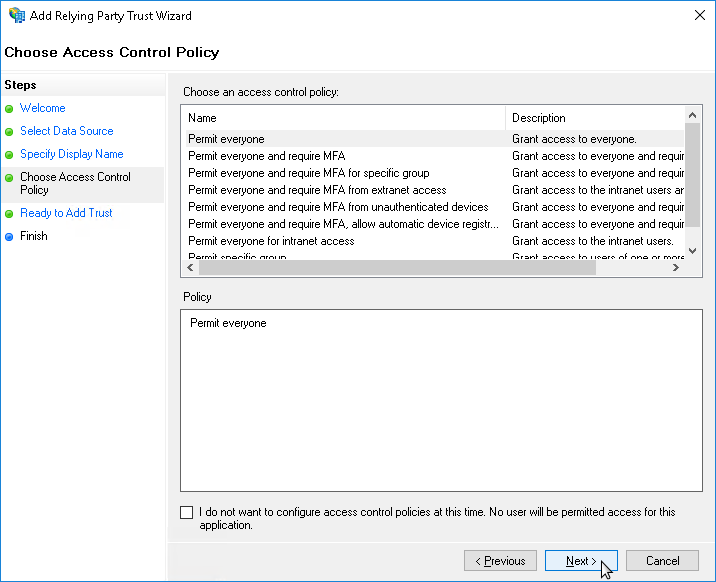 Add Relying Party Trust Wizard
Choose Access Control Policy
Steps
Welcome
Select Data Source
Specify Display Name
Choose Access Control
Policy
Ready to Add Trust
Finish
Choose an access control policy:
Name Description
Permit everyone Grant access to everyone.
Permit everyone and require MFA Grant access to everyone and requir
Permit everyone and require MFA for specific group Grant access to everyone and requir
Permit everyone and require MFA from extranet access Grant access to the intranet users ar
Permit everyone and require MFA from unauthenticated devices Grant access to everyone and requir
Permit everyone and require MFA, allow automatic device registr... Grant access to everyone and requir
Permit everyone for intranet access Grant access to the intranet users.
Permit specific group Grant access to users of one or more
Policy
Permit everyone
I do not want to configure access control policies at this time. No user will be permitted access for this
application.
< Previous Next > Cancel